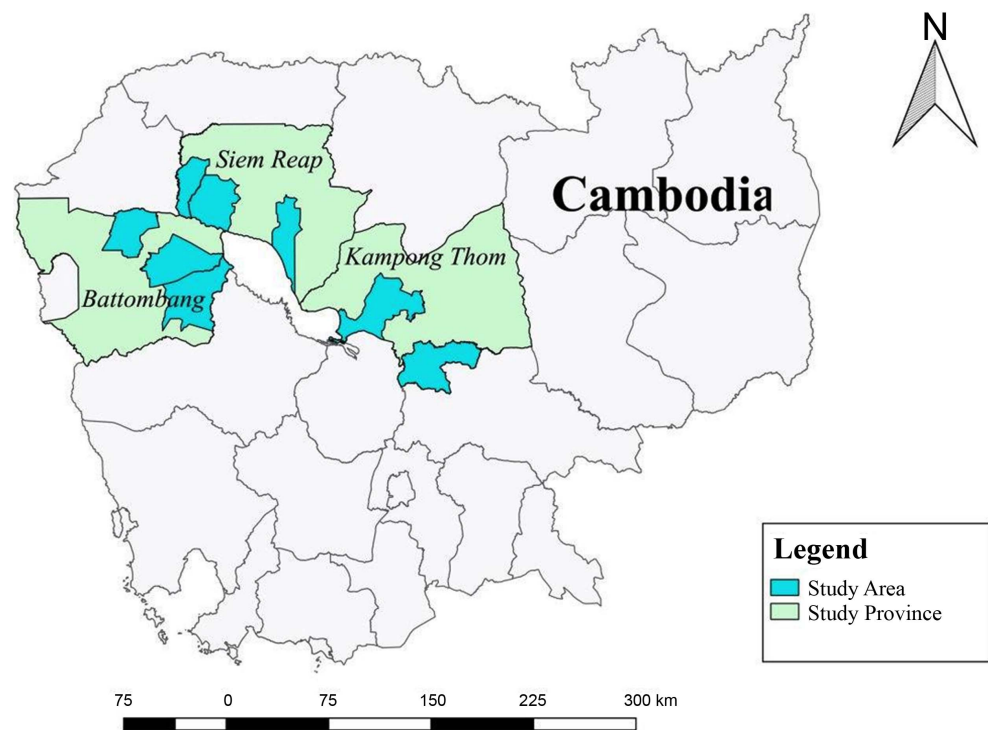 N
Siem Reap
Cambodia
Kampong Thom
Battombang
Legend
Study Area
Study Province
75 0 75 150 225 300 km